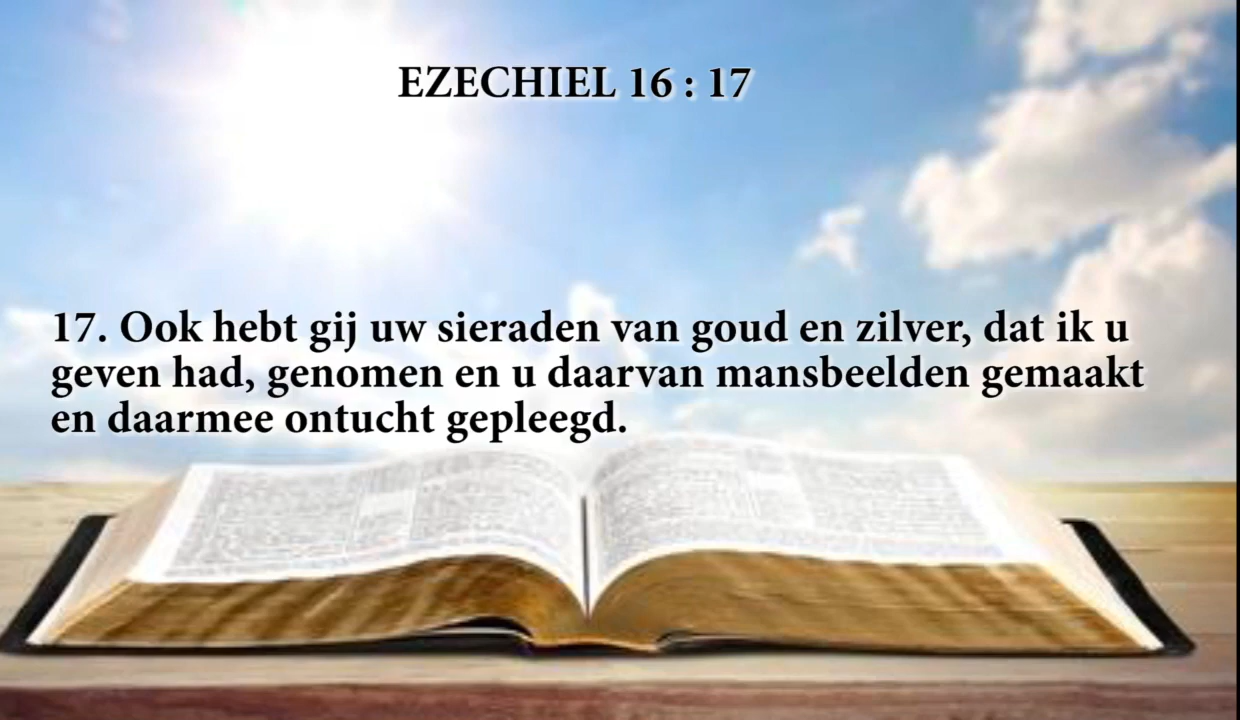 EZECHIEL 16 : 17
17. Ook hebt gij uw sieraden van goud en zilver, dat ik u
geven had, genomen en u daarvan mansbeelden gemaakt
en daarmee ontucht gepleegd.